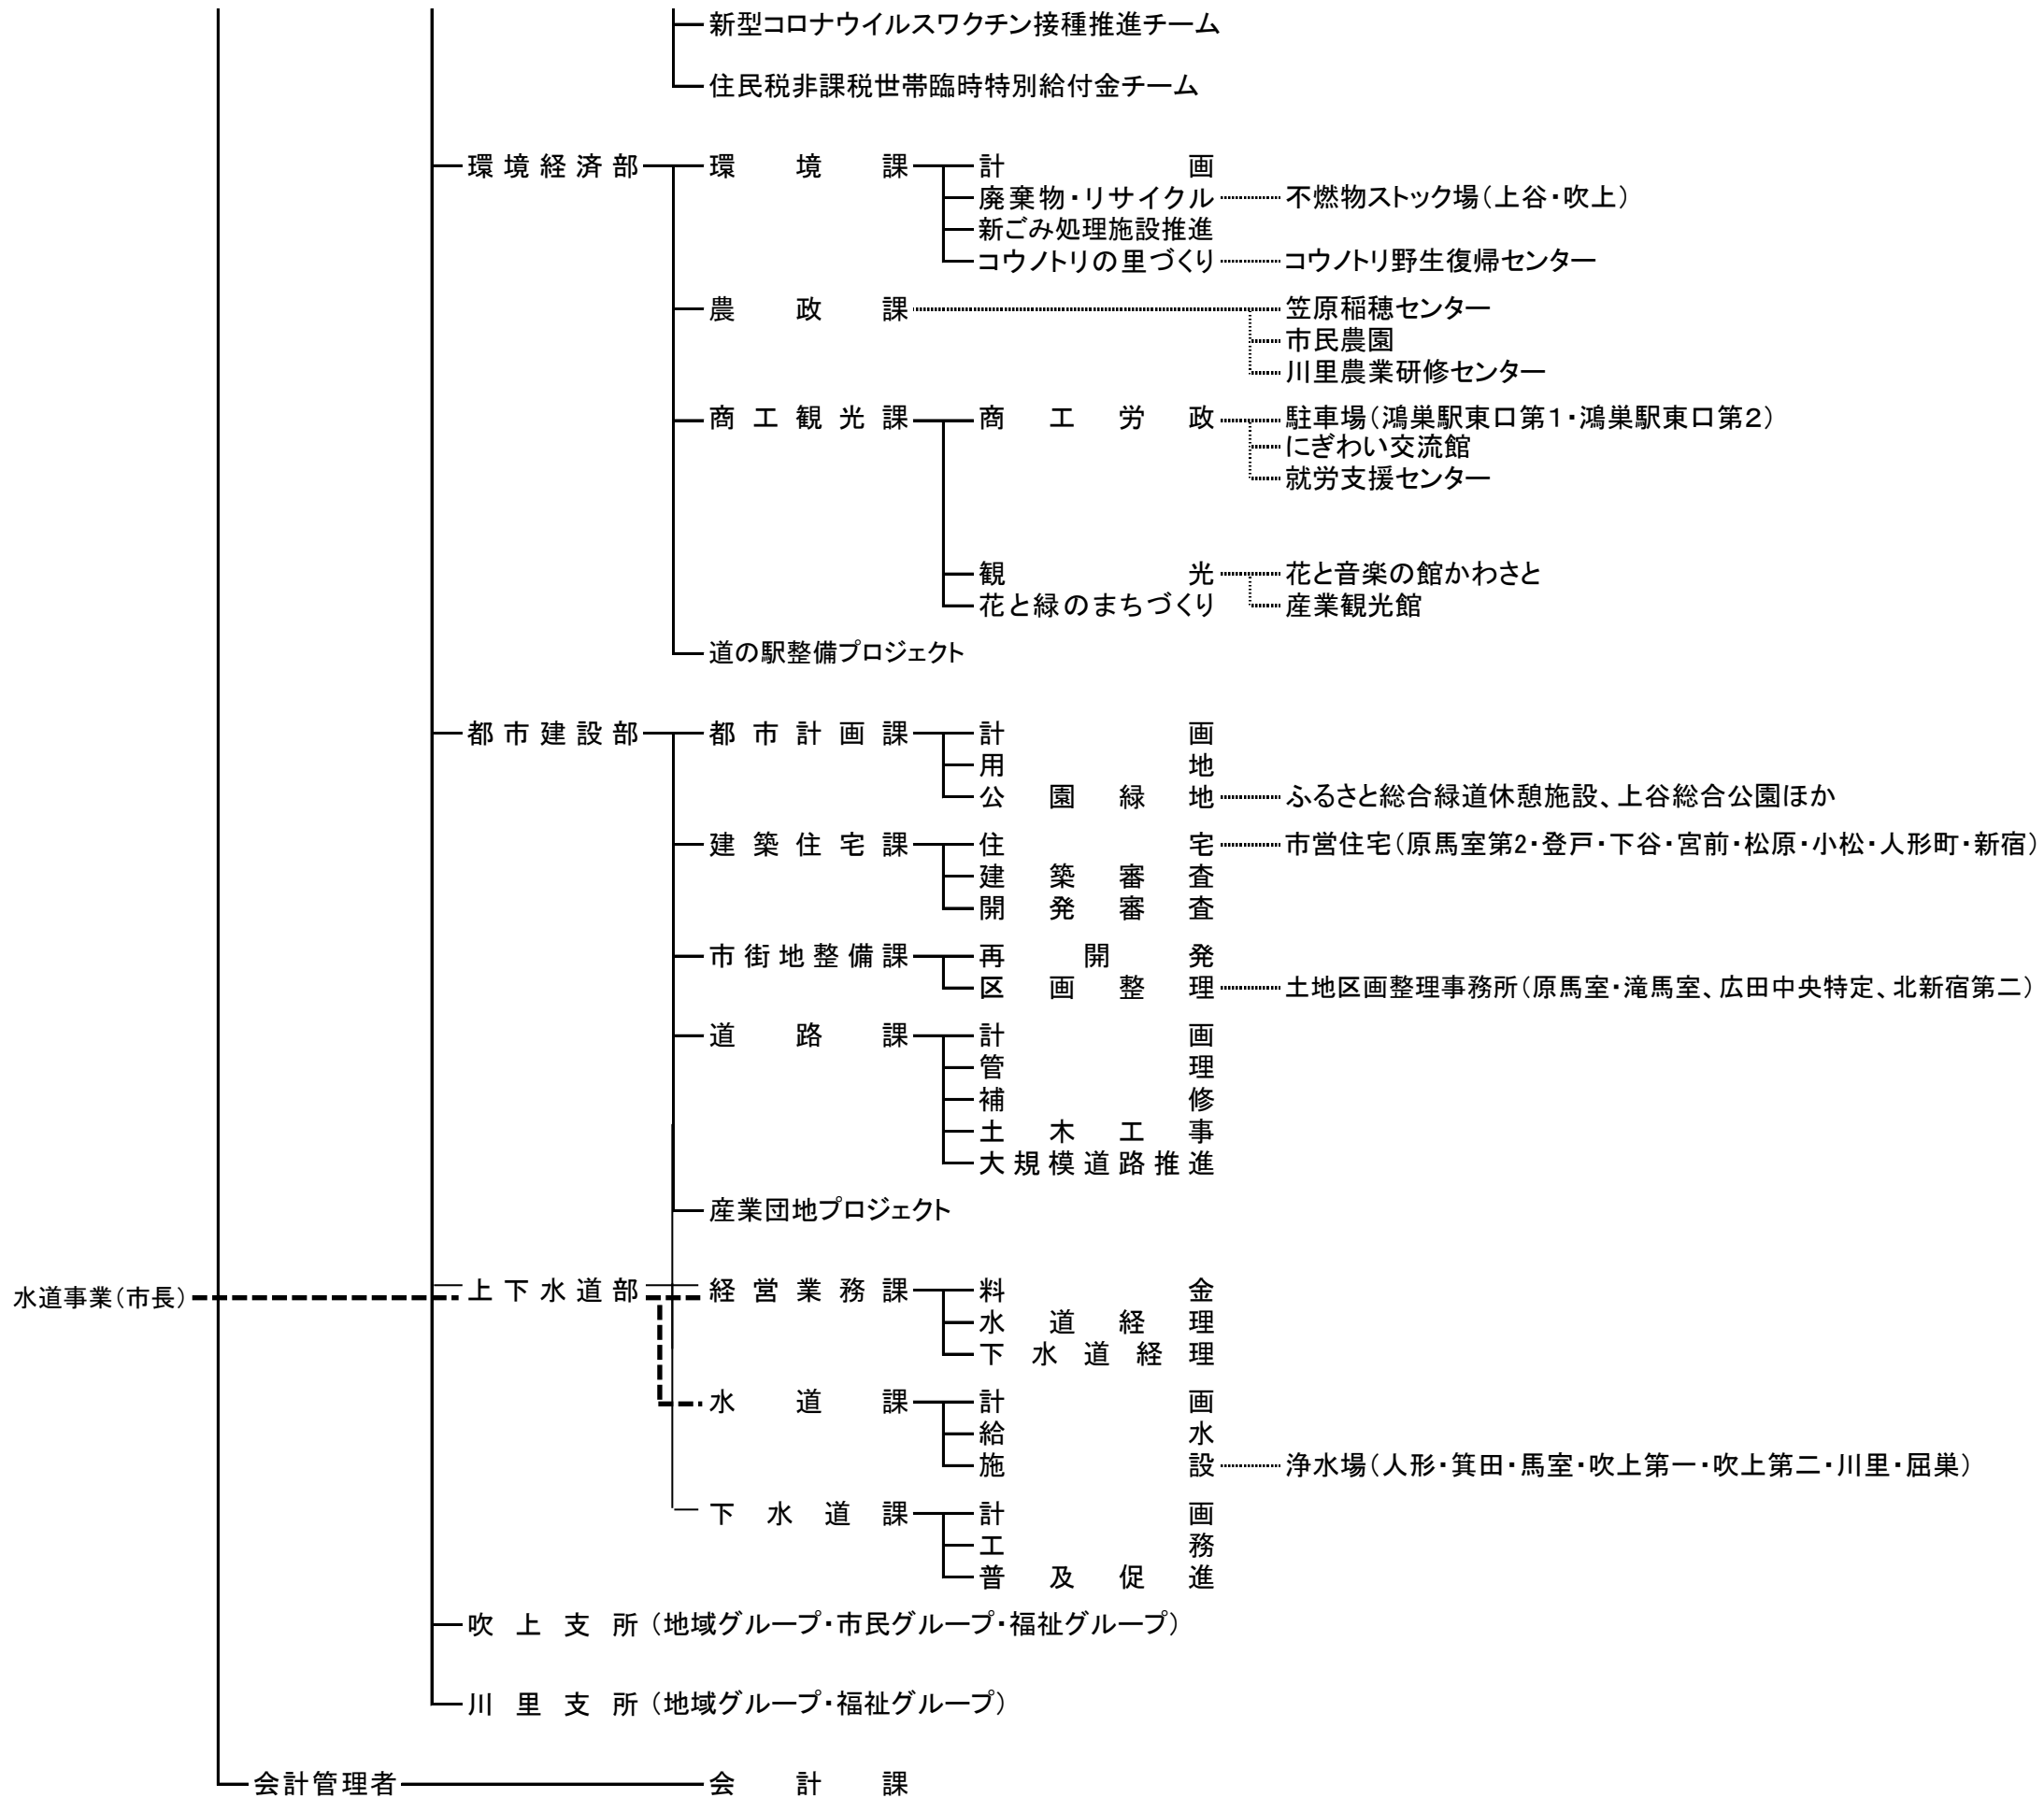 新型コロナウイルスワクチン接種推進チーム
住民税非課税世帯臨時特別給付金チーム
環境経済部 環境課 計画
廃棄物・リサイクル 不燃物ストック場（上谷・吹上）
新ごみ処理施設推進
コウノトリの里づくり コウノトリ野生復帰センター
農政課 笠原稲穂センター
市民農園
川里農業研修センター
商工観光課 商工労政 駐車場（鴻巣駅東口第１・鴻巣駅東口第２）
にぎわい交流館
就労支援センター
観光 花と音楽の館かわさと
花と緑のまちづくり 産業観光館
道の駅整備プロジェクト
都市建設部 都市計画課 計画
用地
公園緑地 ふるさと総合緑道休憩施設、上谷総合公園ほか
建築住宅課 住宅 市営住宅（原馬室第2・登戸・下谷・宮前・松原・小松・人形町・新宿）
建築審査
開発審査
市街地整備課 再開発
区画整理 土地区画整理事務所（原馬室・滝馬室、広田中央特定、北新宿第二）
道路課 計画
管理
補修
土木工事
大規模道路推進
産業団地プロジェクト
水道事業（市長） 上下水道部 経営業務課 料金
水道経理
下水道経理
水道課 計画
給水
施設 浄水場（人形・箕田・馬室・吹上第一・吹上第二・川里・屈巣）
下水道課 計画
工務
普及促進
吹上支所（地域グループ・市民グループ・福祉グループ）
川里支所（地域グループ・福祉グループ）
会計管理者 会計課